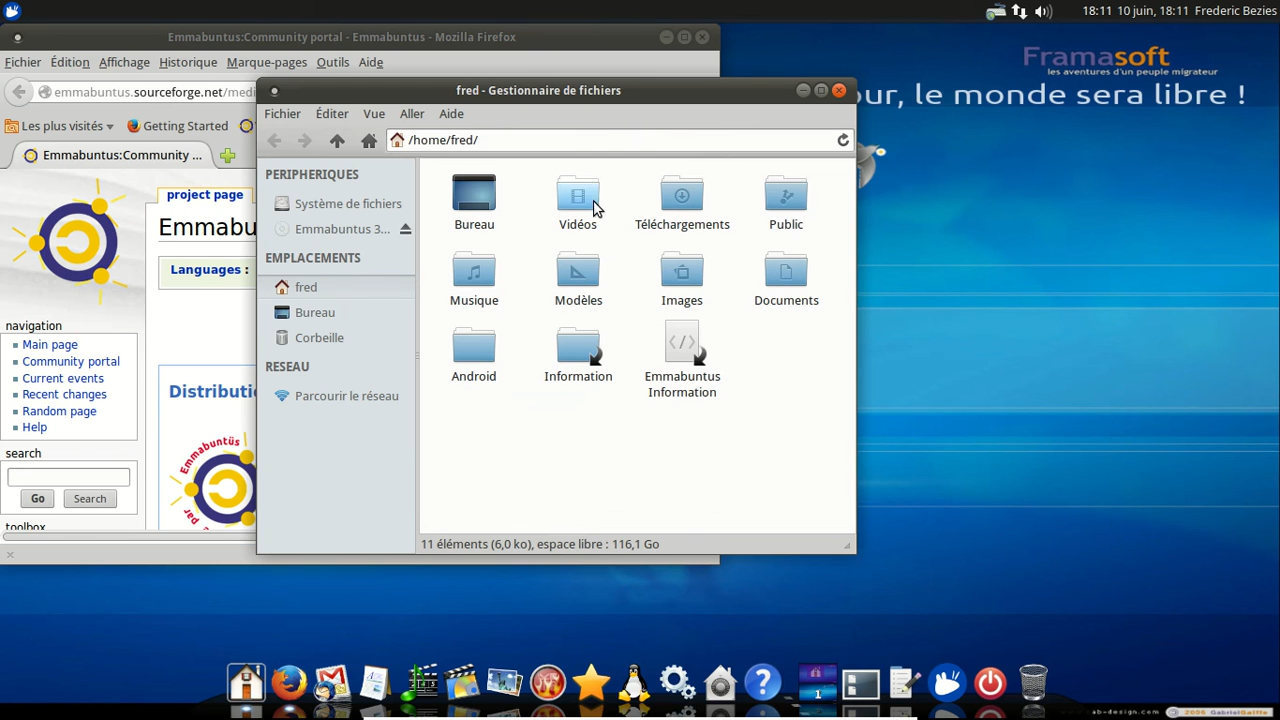 18:11 10 juin, 18:11 Frederic Bezies
Emmabuntus:Community portal - Emmabuntus - Mozilla Firefox
Fichier Édition Affichage Historique Marque-pages Outils Aide
emmabuntus.sourceforge.net/medi
Les plus visités
Getting Started
Emmabuntus:Community ...
project page
Emmabu
Languages :
navigation
Main page
Community portal
Current events
Recent changes
Random page
Help
search
Go
Search
toolbox
Distributi
Emmabuntüs
par
fred - Gestionnaire de fichiers
Fichier Éditer Vue Aller Aide
/home/fred/
PERIPHERIQUES
Système de fichiers
Emmabuntus 3...
EMPLACEMENTS
fred
Bureau
Corbeille
RESEAU
Parcourir le réseau
Bureau
Vidéos
Téléchargements
Public
Musique
Modèles
Images
Documents
Android
Information
Emmabuntus
Information
11 éléments (6,0 ko), espace libre : 116,1 Go
Framasoft
les aventures d'un peuple migrateur
our, le monde sera libre !
1